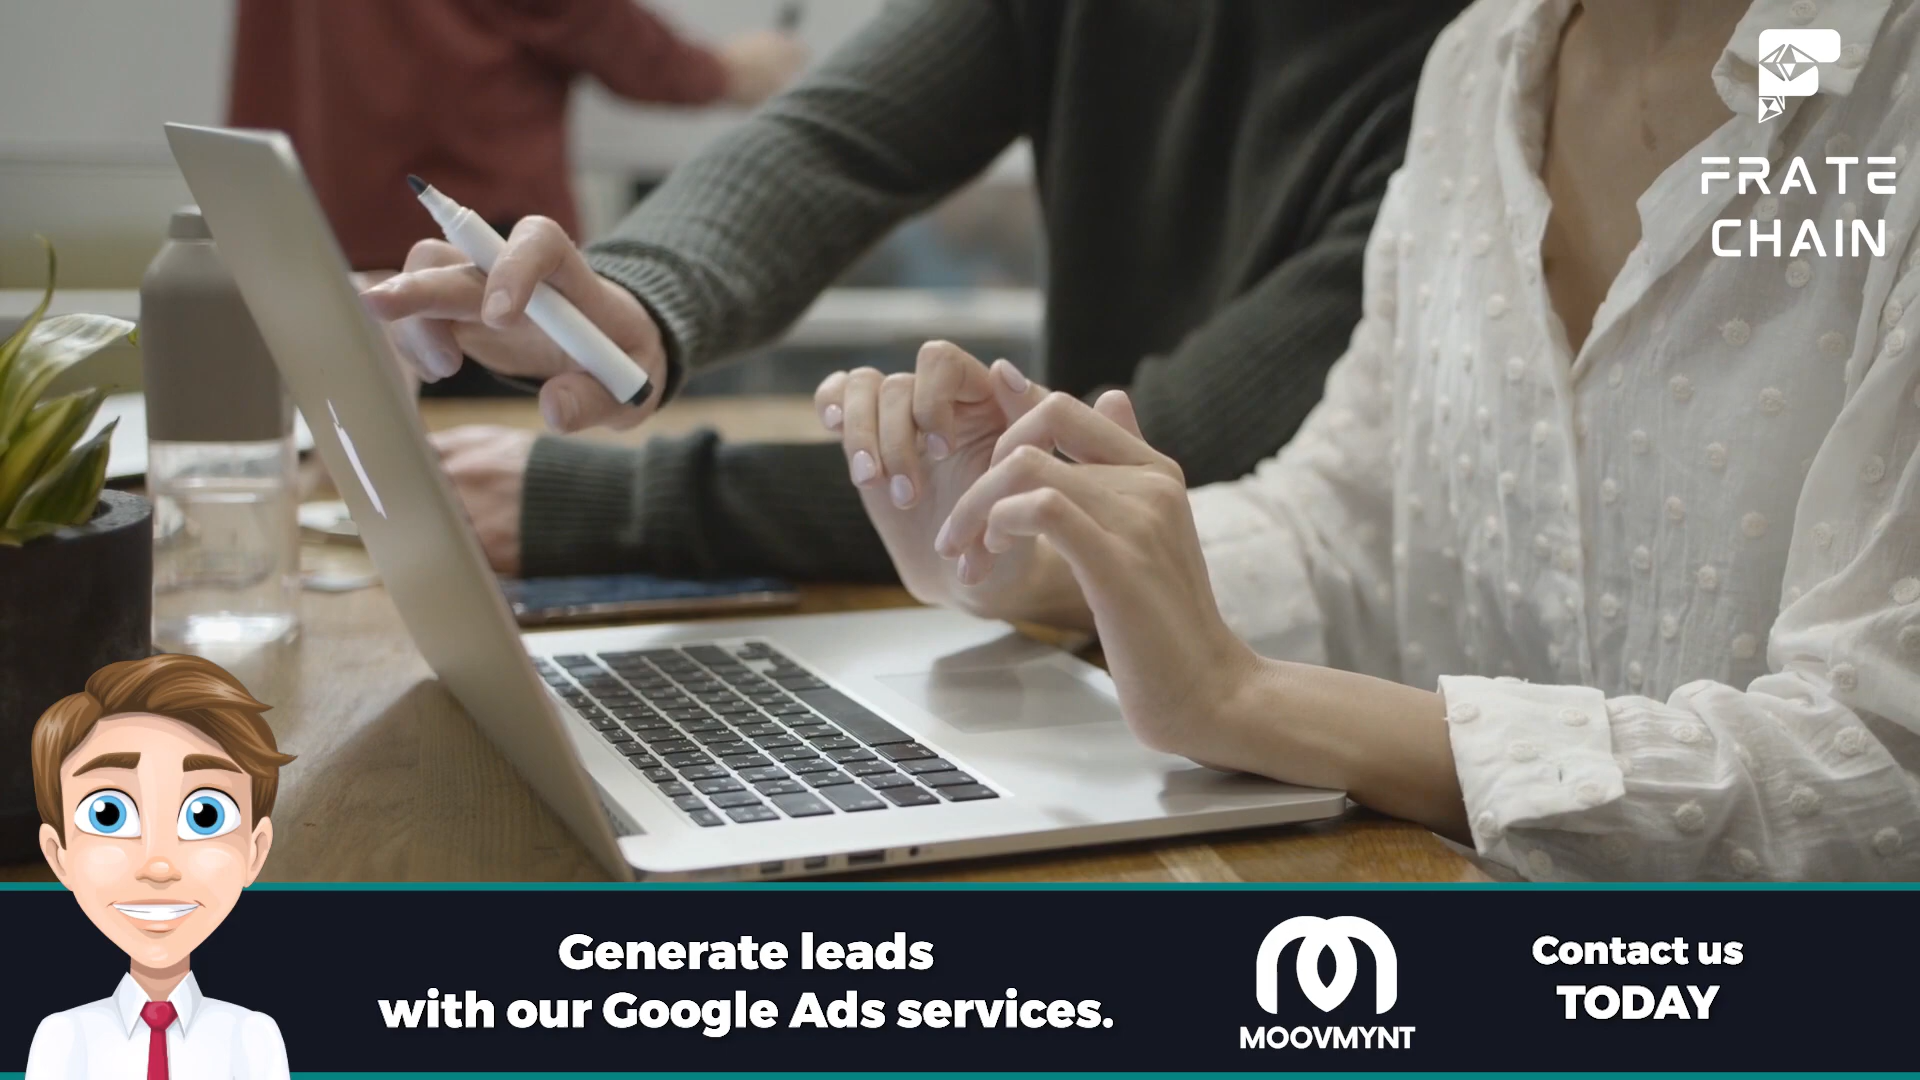 FRATE
CHAIN
Generate leads
with our Google Ads services.
MOOVMYNT
Contact us
TODAY